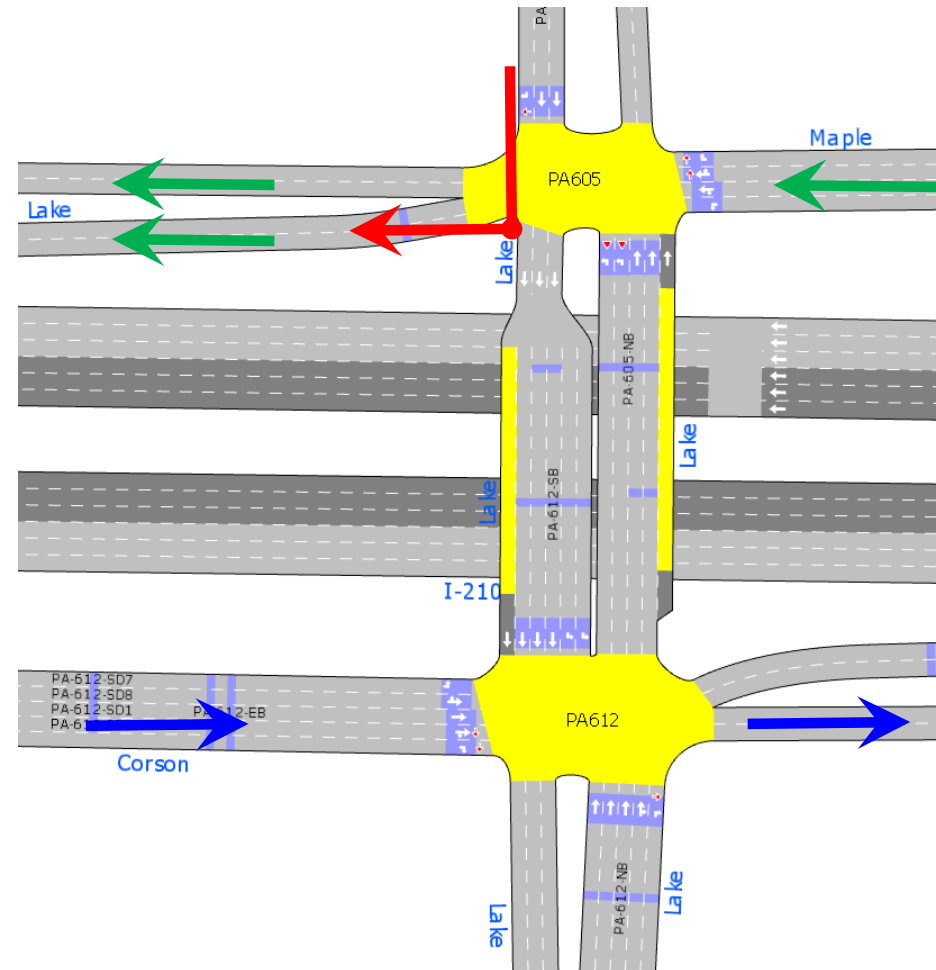 PA
Maple
PA605
Lake
Lake
PA-605-NB
Lake
PA-612-SB
Lake
I-210
PA-612-SD7
PA-612-SD8
PA-612-SD1
PA-612-EB
PA612
Corson
PA-612-NB
Lake
Lake